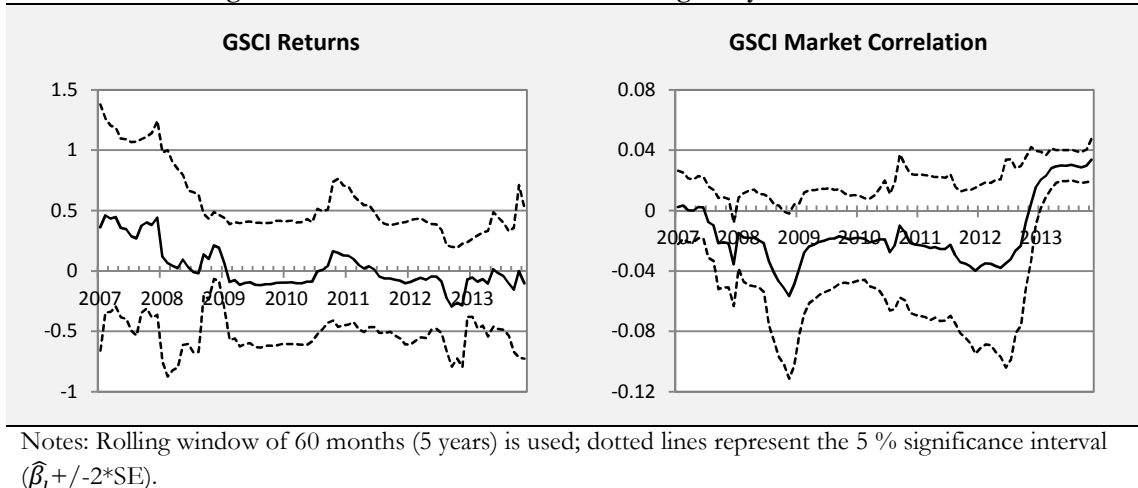 GSCI Returns
1.5
1
0.5
0
-0.5
-1
2007 2008 2009 2010 2011 2012 2013
GSCI Market Correlation
0.08
0.04
0
-0.04
-0.08
-0.12
2007 2008 2009 2010 2011 2012 2013
Notes: Rolling window of 60 months (5 years) is used; dotted lines represent the 5 % significance interval
(β̂ᵢ+/-2*SE).